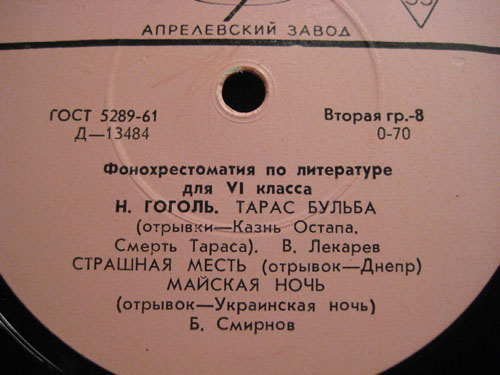 АПРЕЛЕВСКИЙ ЗАВОД
ГОСТ 5289-61
Д—13484
Вторая гр.-8
0-70
Фонохрестоматия по литературе
для VI класса
Н. ГОГОЛЬ. ТАРАС БУЛЬБА
(отрывки—Казнь Остапа.
Смерть Тараса). В. Лекарев
СТРАШНАЯ МЕСТЬ (отрывок—Днепр)
МАЙСКАЯ НОЧЬ
(отрывок—Украинская ночь)
Б. Смирнов